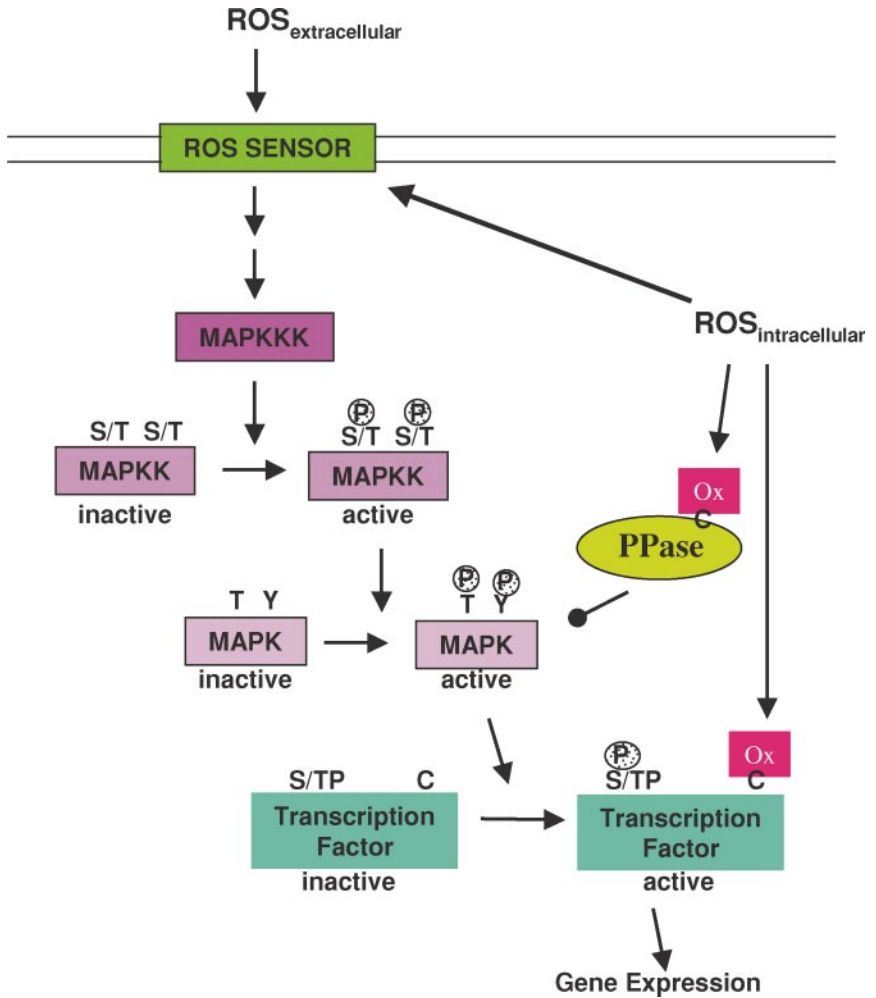 ROSextracellular
ROS SENSOR
ROSintracellular
MAPKKK
P P
S/T S/T S/T S/T
MAPKK MAPKK
inactive active
Ox
C
PPase
P P
T Y T Y
MAPK MAPK
inactive active
Ox
P
S/TP C S/TP C
Transcription Transcription
Factor Factor
inactive active
Gene Expression